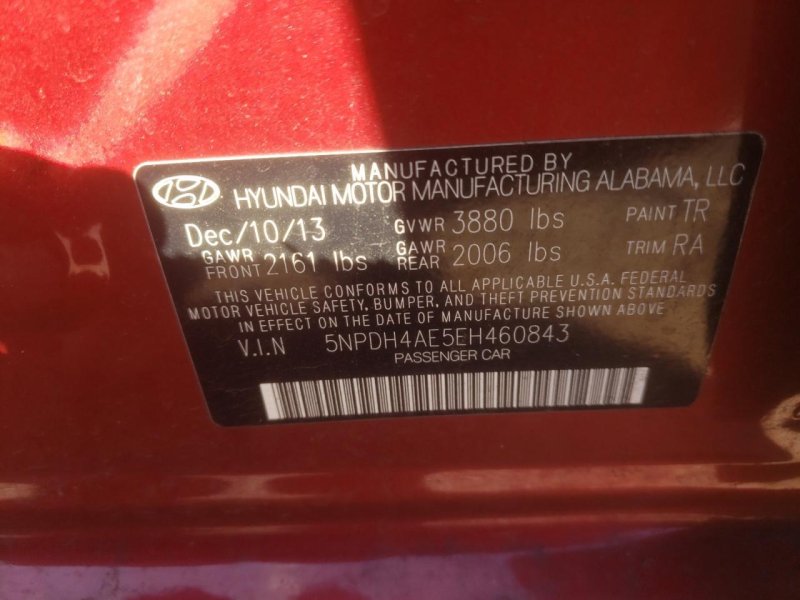 MANUFACTURED BY
HYUNDAI MOTOR MANUFACTURING ALABAMA, LLC
Dec/10/13 GVWR 3880 lbs PAINT TR
GAWR FRONT 2161 lbs GAWR REAR 2006 lbs TRIM RA
THIS VEHICLE CONFORMS TO ALL APPLICABLE U.S.A. FEDERAL
MOTOR VEHICLE SAFETY, BUMPER, AND THEFT PREVENTION STANDARDS
IN EFFECT ON THE DATE OF MANUFACTURE SHOWN ABOVE
V.I.N 5NPDH4AE5EH460843
PASSENGER CAR